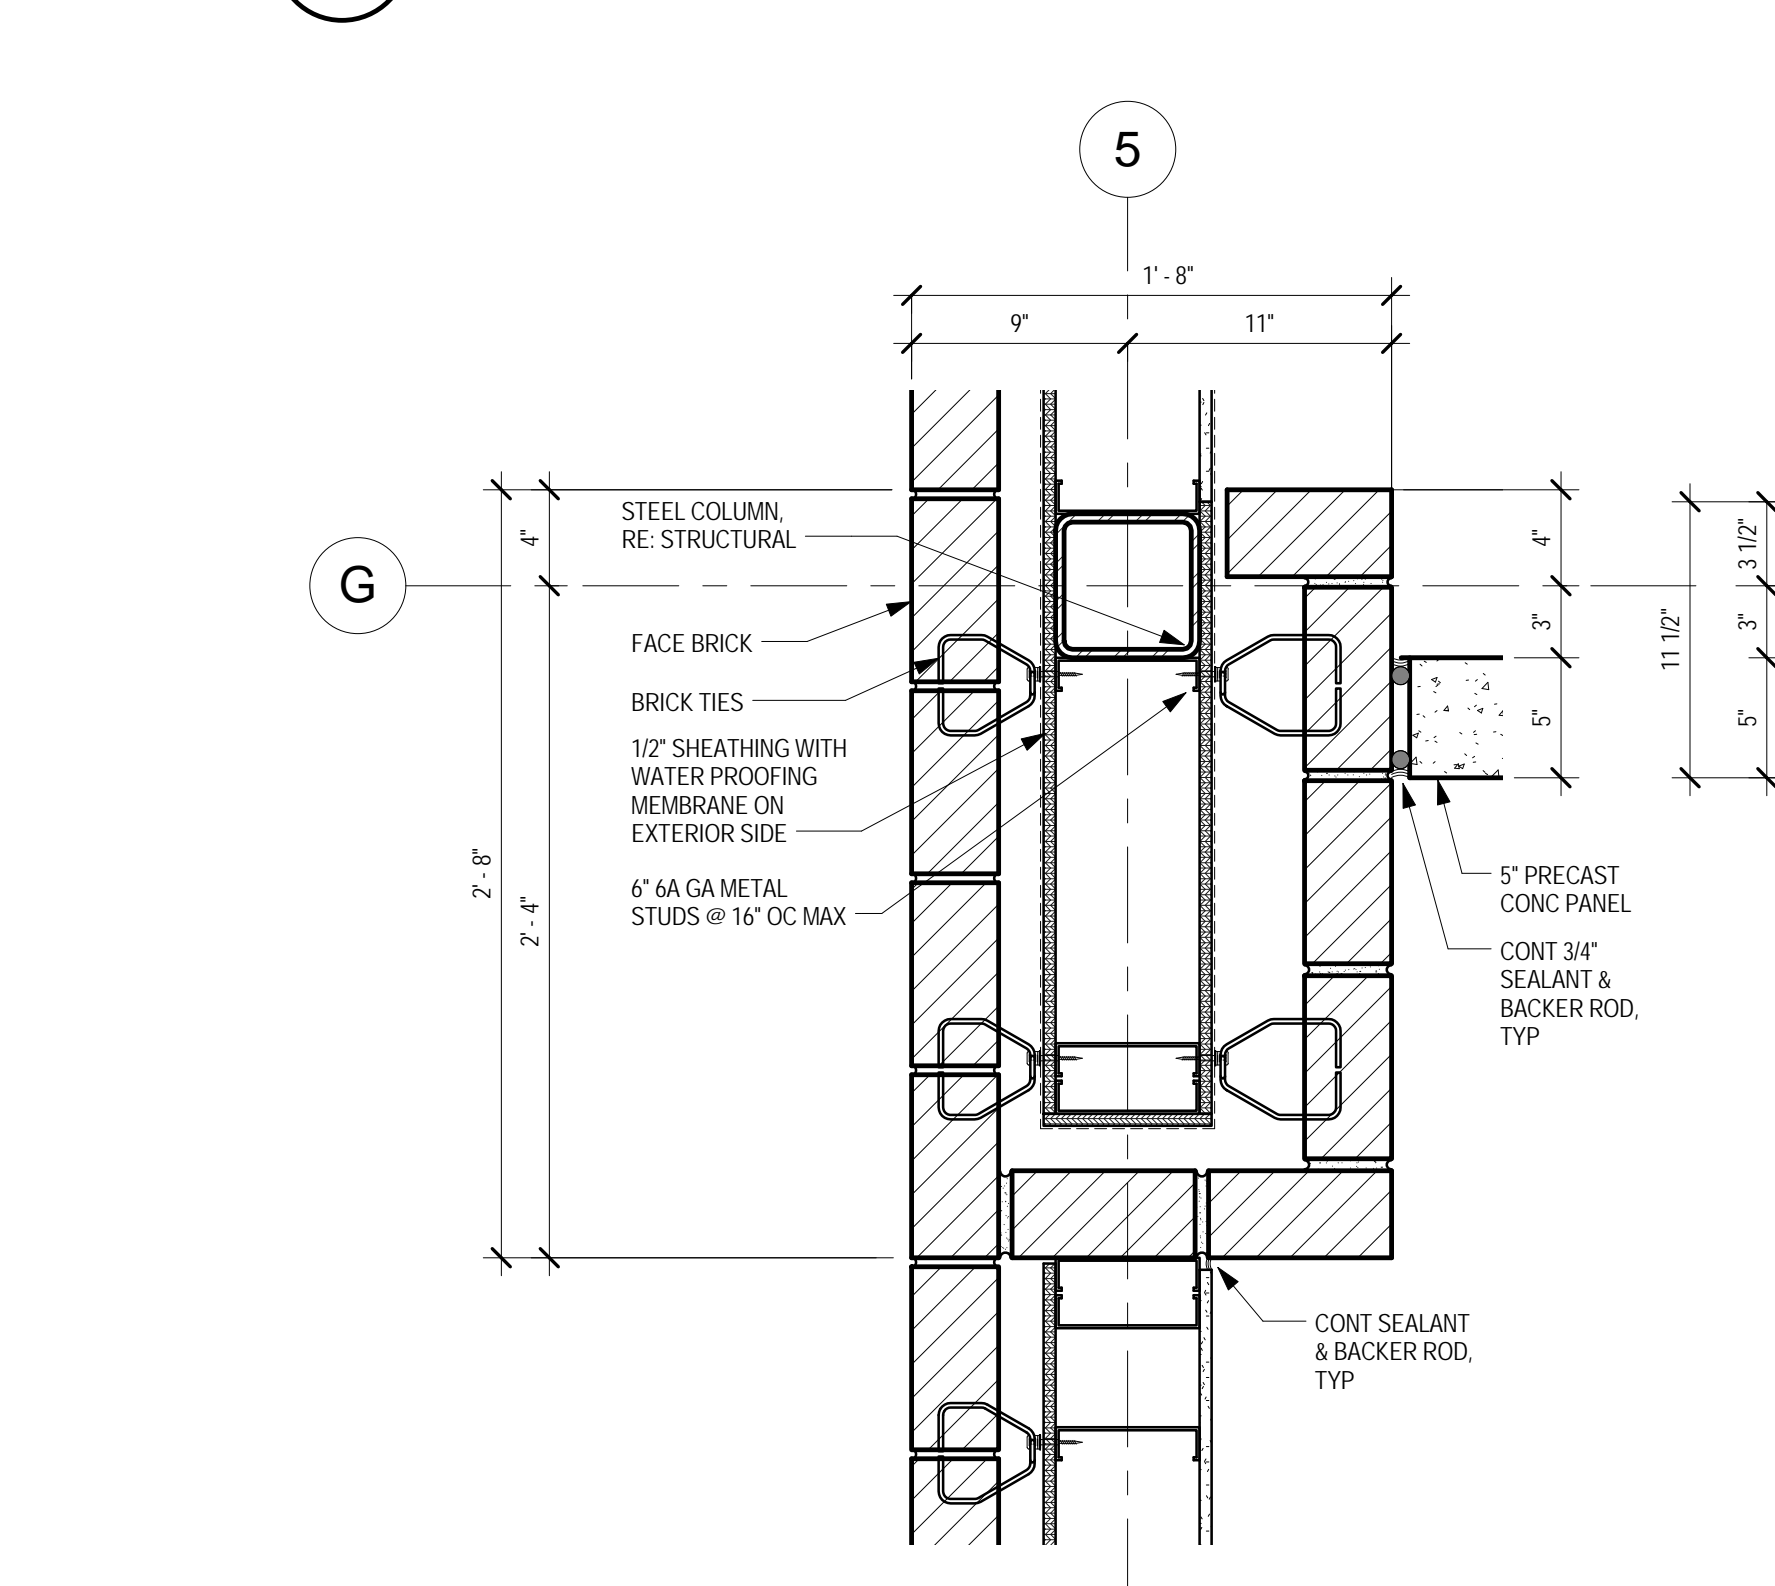 5
1' - 8"
9"
11"
G
4"
2' - 8"
2' - 4"
STEEL COLUMN,
RE: STRUCTURAL
FACE BRICK
BRICK TIES
1/2" SHEATHING WITH
WATER PROOFING
MEMBRANE ON
EXTERIOR SIDE
6" 6A GA METAL
STUDS @ 16" OC MAX
4"
3"
5"
11 1/2"
3 1/2"
3"
5"
5" PRECAST
CONC PANEL
CONT 3/4"
SEALANT &
BACKER ROD,
TYP
CONT SEALANT
& BACKER ROD,
TYP